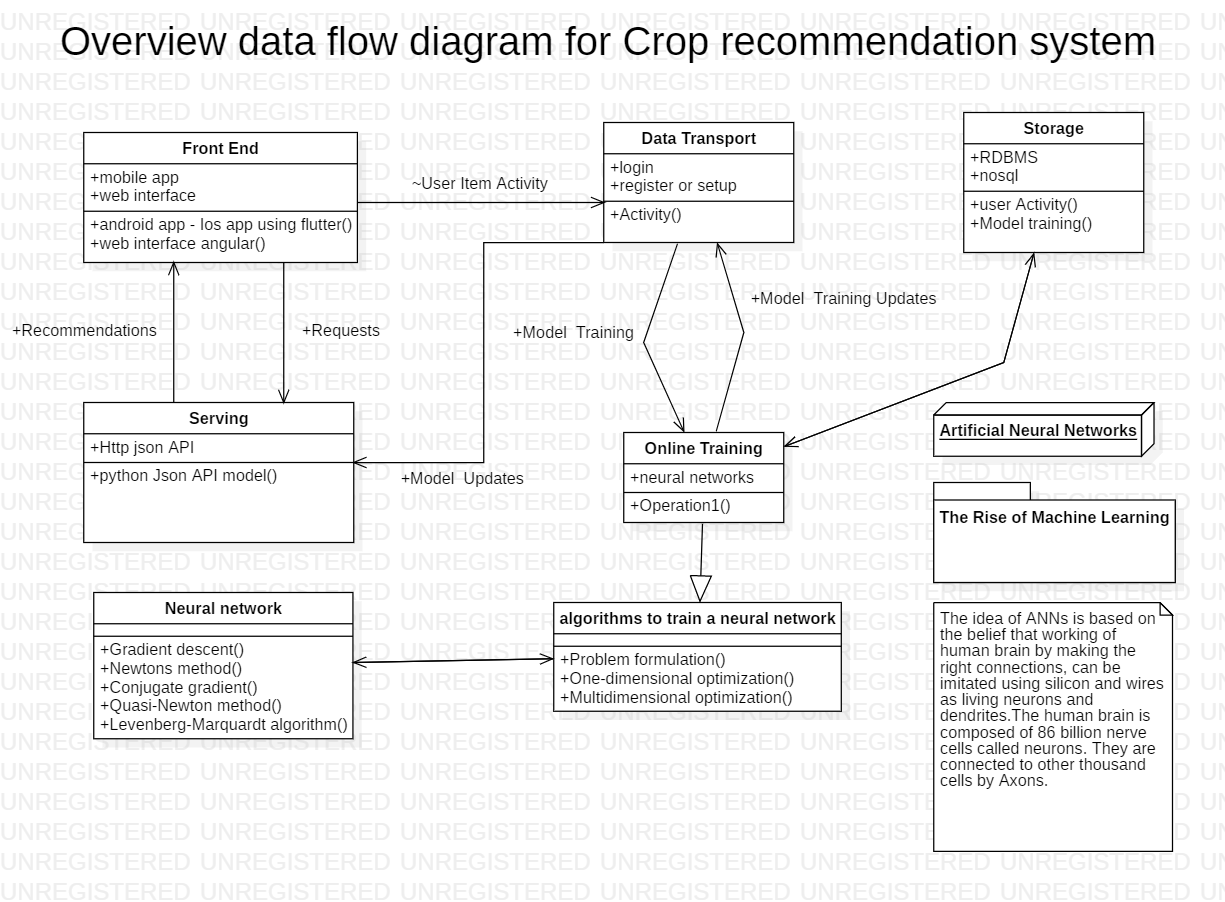 Overview data flow diagram for Crop recommendation system
Front End
+mobile app
+web interface
+android app - Ios app using flutter()
+web interface angular()
~User Item Activity
Data Transport
+login
+register or setup
+Activity()
Storage
+RDBMS
+nosql
+user Activity()
+Model training()
+Recommendations
+Requests
+Model  Training
+Model  Training Updates
Serving
+Http json API
+python Json API model()
+Model  Updates
Online Training
+neural networks
+Operation1()
Artificial Neural Networks
The Rise of Machine Learning
Neural network
+Gradient descent()
+Newtons method()
+Conjugate gradient()
+Quasi-Newton method()
+Levenberg-Marquardt algorithm()
algorithms to train a neural network
+Problem formulation()
+One-dimensional optimization()
+Multidimensional optimization()
The idea of ANNs is based on
the belief that working of
human brain by making the
right connections, can be
imitated using silicon and wires
as living neurons and
dendrites.The human brain is
composed of 86 billion nerve
cells called neurons. They are
connected to other thousand
cells by Axons.
UNREGISTERED